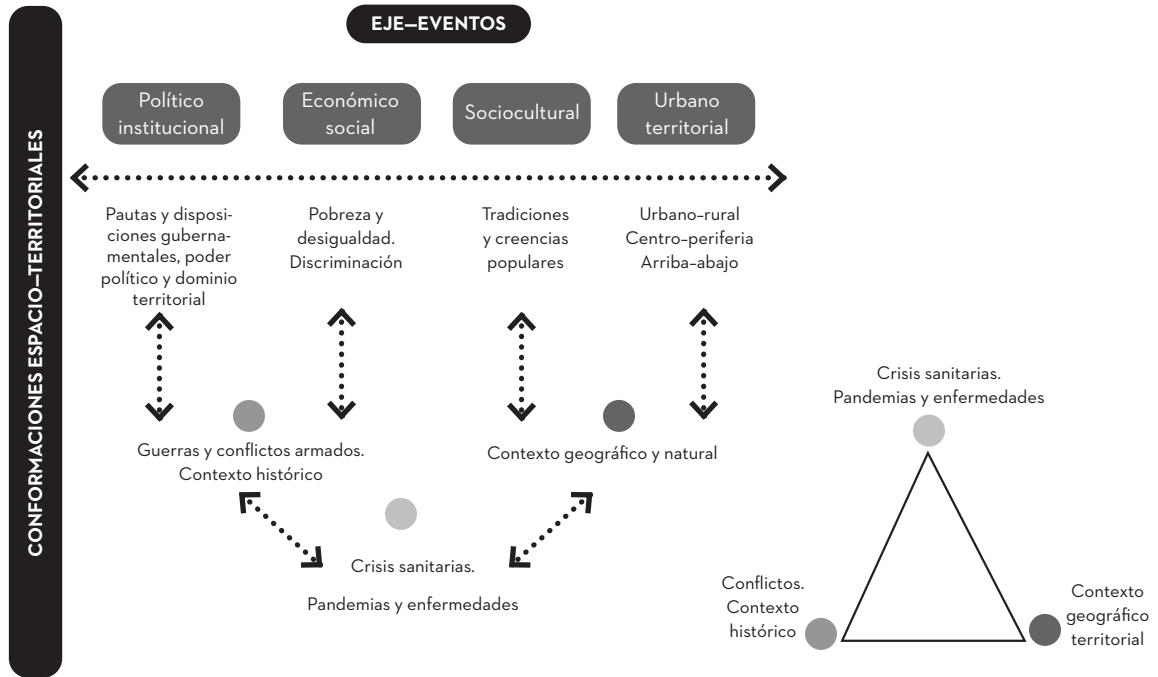 EJE—EVENTOS
CONFORMACIONES ESPACIO—TERRITORIALES
Político
institucional
Económico
social
Sociocultural
Urbano
territorial
Pautas y disposi-
ciones guberna-
mentales, poder
político y dominio
territorial
Pobreza y
desigualdad.
Discriminación
Tradiciones
y creencias
populares
Urbano-rural
Centro-periferia
Arriba-abajo
Guerras y conflictos armados.
Contexto histórico
Contexto geográfico y natural
Crisis sanitarias.
Pandemias y enfermedades
Crisis sanitarias.
Pandemias y enfermedades
Conflictos.
Contexto
histórico
Contexto
geográfico
territorial